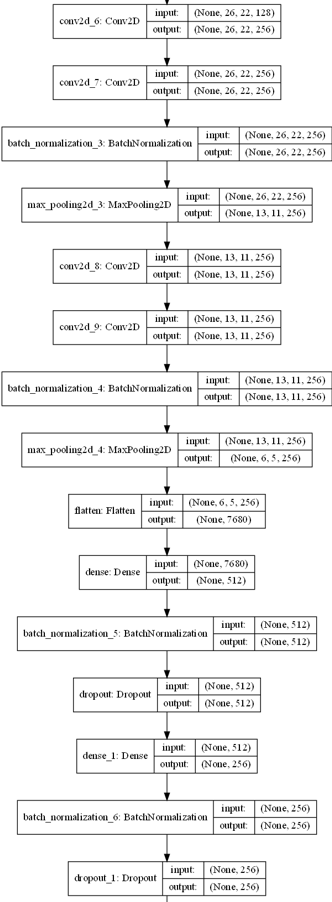 conv2d_6: Conv2D input: (None, 26, 22, 128)
output: (None, 26, 22, 256)
conv2d_7: Conv2D input: (None, 26, 22, 256)
output: (None, 26, 22, 256)
batch_normalization_3: BatchNormalization input: (None, 26, 22, 256)
output: (None, 26, 22, 256)
max_pooling2d_3: MaxPooling2D input: (None, 26, 22, 256)
output: (None, 13, 11, 256)
conv2d_8: Conv2D input: (None, 13, 11, 256)
output: (None, 13, 11, 256)
conv2d_9: Conv2D input: (None, 13, 11, 256)
output: (None, 13, 11, 256)
batch_normalization_4: BatchNormalization input: (None, 13, 11, 256)
output: (None, 13, 11, 256)
max_pooling2d_4: MaxPooling2D input: (None, 13, 11, 256)
output: (None, 6, 5, 256)
flatten: Flatten input: (None, 6, 5, 256)
output: (None, 7680)
dense: Dense input: (None, 7680)
output: (None, 512)
batch_normalization_5: BatchNormalization input: (None, 512)
output: (None, 512)
dropout: Dropout input: (None, 512)
output: (None, 512)
dense_1: Dense input: (None, 512)
output: (None, 256)
batch_normalization_6: BatchNormalization input: (None, 256)
output: (None, 256)
dropout_1: Dropout input: (None, 256)
output: (None, 256)